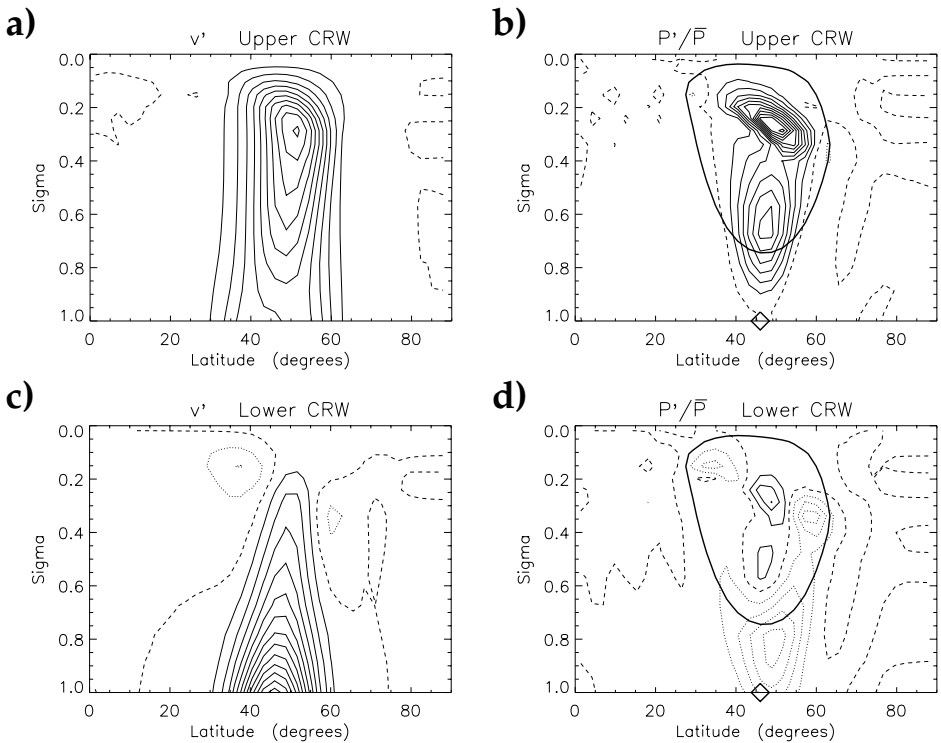 a)
v' Upper CRW
0.0
0.2
0.4
0.6
0.8
1.0
Sigma
0 20 40 60 80
Latitude (degrees)
b)
P'/P̅ Upper CRW
0.0
0.2
0.4
0.6
0.8
1.0
Sigma
0 20 40 60 80
Latitude (degrees)
c)
v' Lower CRW
0.0
0.2
0.4
0.6
0.8
1.0
Sigma
0 20 40 60 80
Latitude (degrees)
d)
P'/P̅ Lower CRW
0.0
0.2
0.4
0.6
0.8
1.0
Sigma
0 20 40 60 80
Latitude (degrees)